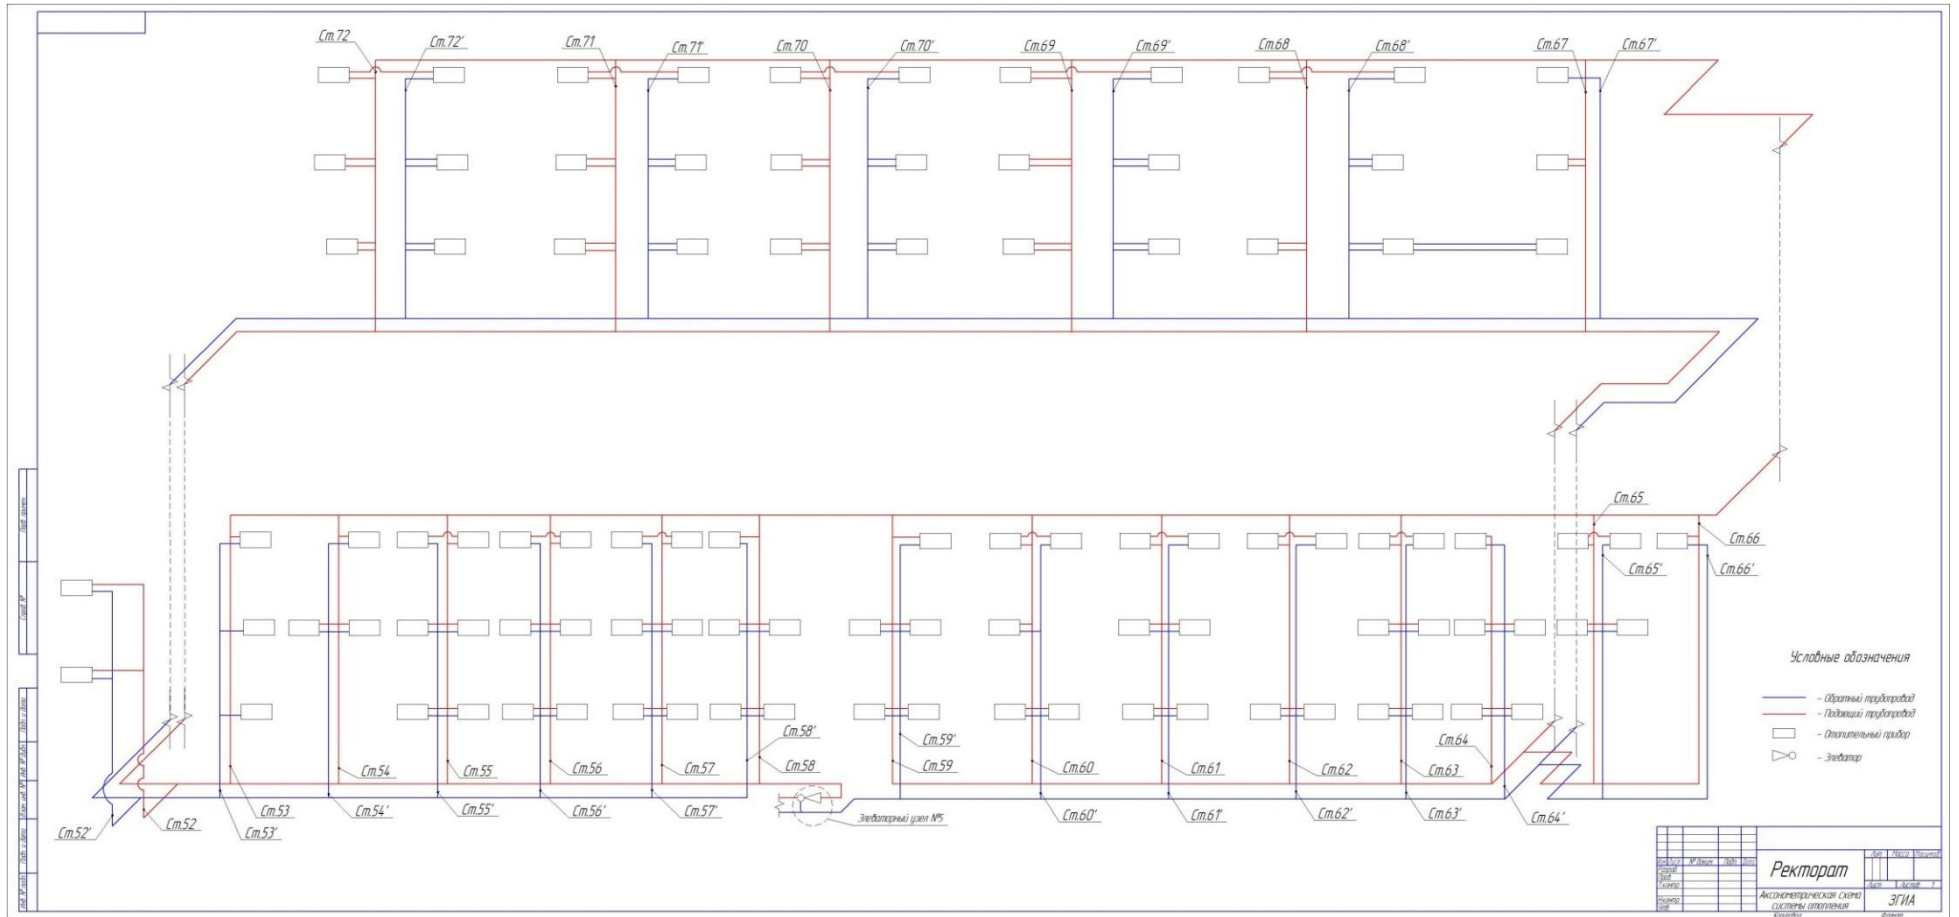 Ст.72
Ст.72'
Ст.71
Ст.71'
Ст.70
Ст.70'
Ст.69
Ст.69'
Ст.68
Ст.68'
Ст.67
Ст.67'
Ст.65
Ст.66
Ст.65'
Ст.66'
Условные обозначения
- Обратный трубопровод
- Подающий трубопровод
- Отопительный прибор
- Элеватор
Ст.58'
Ст.59'
Ст.64
Ст.54
Ст.55
Ст.56
Ст.57
Ст.58
Ст.59
Ст.60
Ст.61
Ст.62
Ст.63
Ст.53
Ст.54'
Ст.55'
Ст.56'
Ст.57'
Элеваторный узел №5
Ст.60'
Ст.61'
Ст.62'
Ст.63'
Ст.64'
Ст.52'
Ст.52
Ст.53'
Ректорат
Аксонометрическая схема
системы отопления
ЭГИА